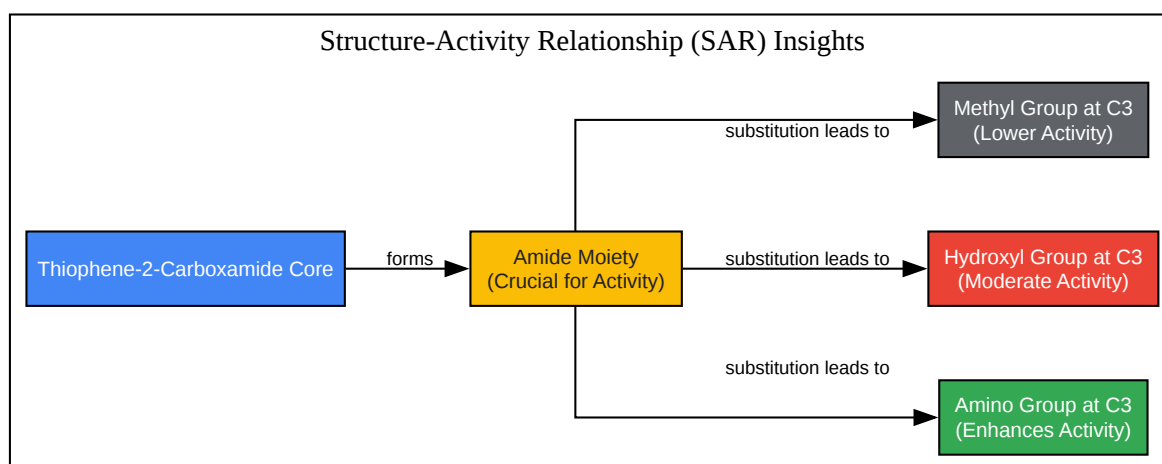 Structure-Activity Relationship (SAR) Insights
Methyl Group at C3
(Lower Activity)
substitution leads to
Thiophene-2-Carboxamide Core
forms
Amide Moiety
(Crucial for Activity)
substitution leads to
Hydroxyl Group at C3
(Moderate Activity)
substitution leads to
Amino Group at C3
(Enhances Activity)